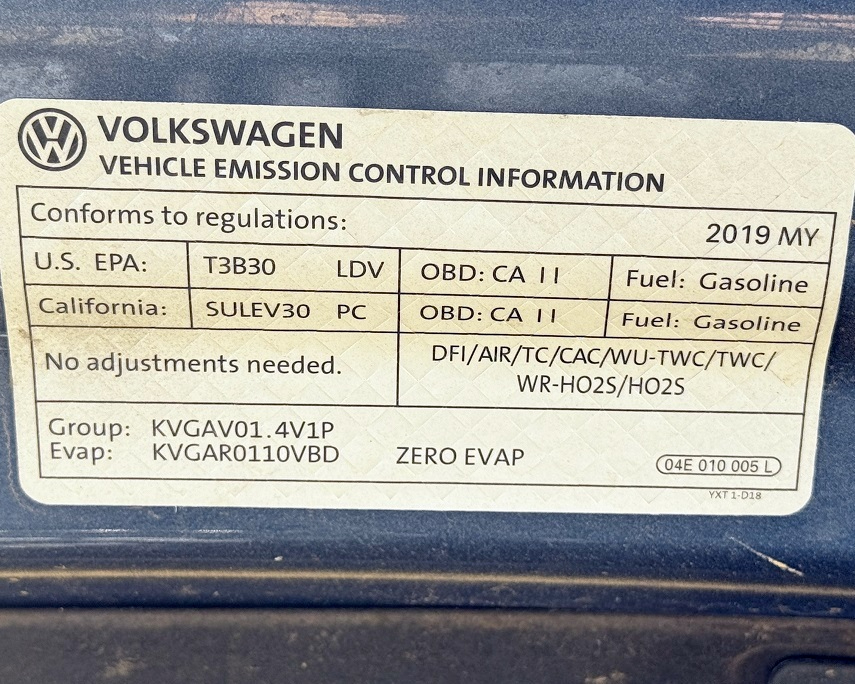 VOLKSWAGEN
VEHICLE EMISSION CONTROL INFORMATION
Conforms to regulations: 2019 MY
U.S. EPA: T3B30 LDV OBD: CA II Fuel: Gasoline
California: SULEV30 PC OBD: CA II Fuel: Gasoline
No adjustments needed. DFI/AIR/TC/CAC/WU-TWC/TWC/
WR-HO2S/HO2S
Group: KVGAV01.4V1P
Evap: KVGAR0110VBD ZERO EVAP 04E 010 005 L
YXT 1-D18